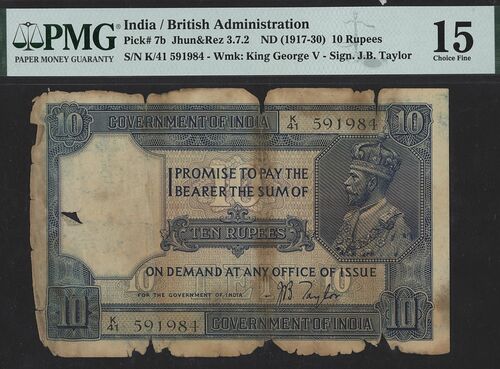 PMG
PAPER MONEY GUARANTY
India / British Administration
Pick# 7b Jhun&Rez 3.7.2 ND (1917-30) 10 Rupees
S/N K/41 591984 - Wmk: King George V - Sign. J.B. Taylor
15
Choice Fine
10 GOVERNMENT OF INDIA K/41 591984 10
I PROMISE TO PAY THE
BEARER THE SUM OF
10
TEN RUPEES
ON DEMAND AT ANY OFFICE OF ISSUE
10
FOR THE GOVERNMENT OF INDIA.
JB Taylor
10 K/41 591984 GOVERNMENT OF INDIA 10